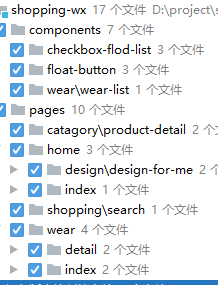 shopping-wx 17 个文件 D:\project\s
components 7 个文件
checkbox-flod-list 3 个文件
float-button 3 个文件
wear\wear-list 1 个文件
pages 10 个文件
catagory\product-detail 2 个文件
home 3 个文件
design\design-for-me 2 个文件
index 1 个文件
shopping\search 1 个文件
wear 4 个文件
detail 2 个文件
index 2 个文件